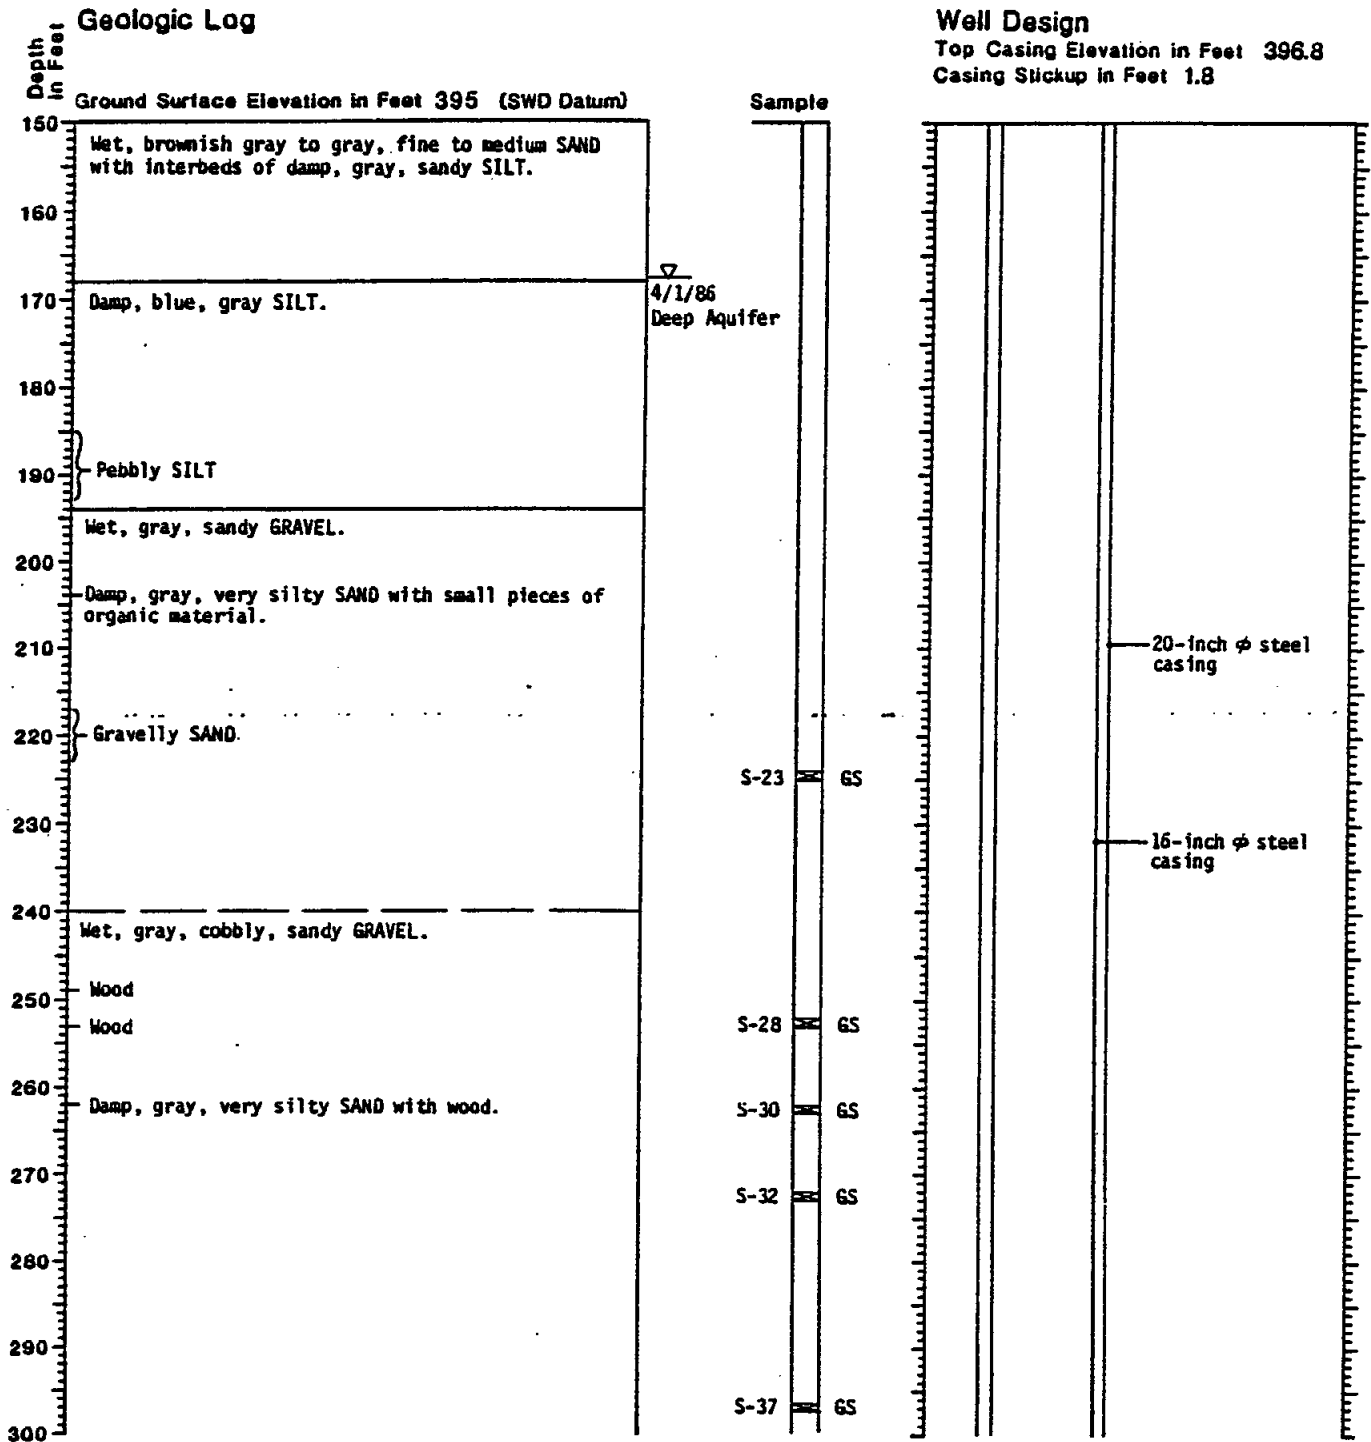 Geologic Log
Well Design
Top Casing Elevation in Feet 396.8
Casing Stickup in Feet 1.8
Depth
in Feet
Ground Surface Elevation in Feet 395 (SWD Datum)
Sample
150
Wet, brownish gray to gray, fine to medium SAND
with interbeds of damp, gray, sandy SILT.
160
170
Damp, blue, gray SILT.
4/1/86
Deep Aquifer
180
190
Pebbly SILT
Wet, gray, sandy GRAVEL.
200
Damp, gray, very silty SAND with small pieces of
organic material.
210
20-inch ⌀ steel
casing
220
Gravelly SAND
S-23 GS
230
16-inch ⌀ steel
casing
240
Wet, gray, cobbly, sandy GRAVEL.
Wood
250
Wood
S-28 GS
260
Damp, gray, very silty SAND with wood.
S-30 GS
270
S-32 GS
280
290
S-37 GS
300